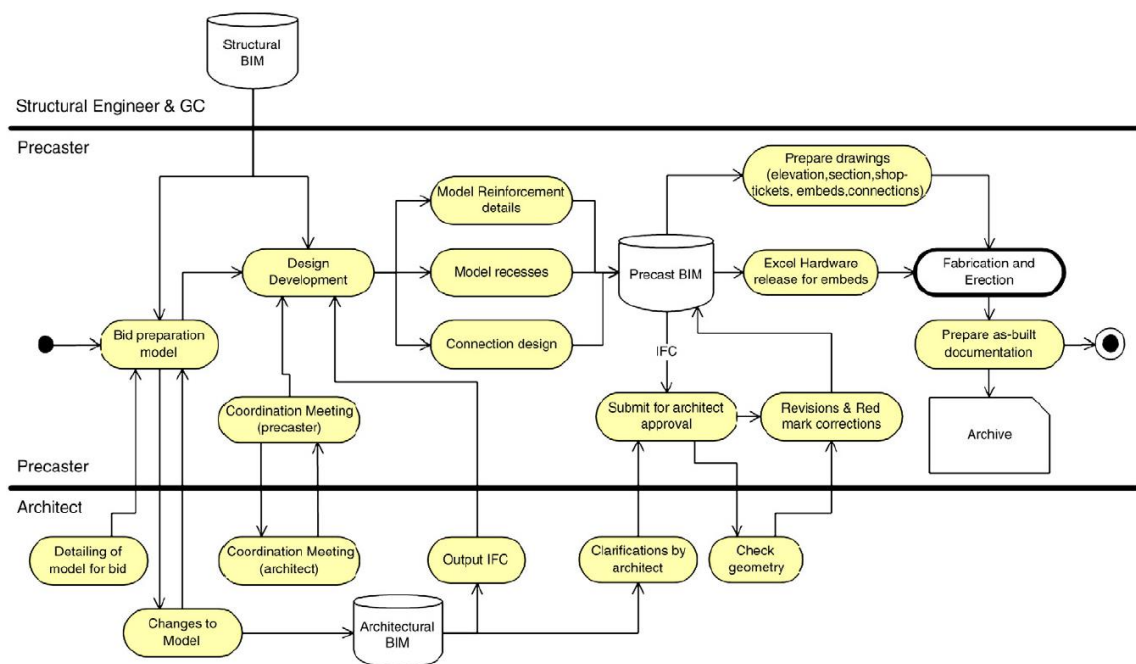 Structural
BIM
Structural Engineer & GC
Precaster
Prepare drawings
(elevation,section,shop-
tickets, embeds,connections)
Model Reinforcement
details
Design
Development
Model recesses
Precast BIM
Excel Hardware
release for embeds
Fabrication and
Erection
Bid preparation
model
Connection design
IFC
Prepare as-built
documentation
Coordination Meeting
(precaster)
Submit for architect
approval
Revisions & Red
mark corrections
Archive
Precaster
Architect
Detailing of
model for bid
Coordination Meeting
(architect)
Output IFC
Clarifications by
architect
Check
geometry
Changes to
Model
Architectural
BIM